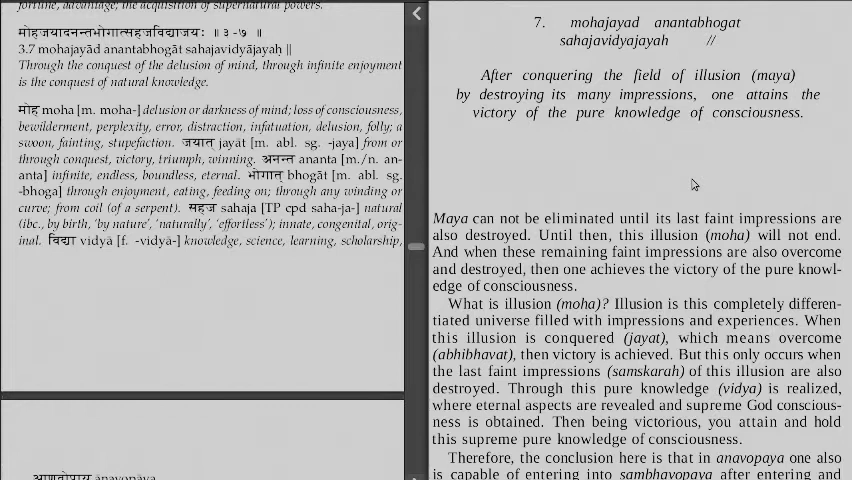 fortune, advantage; the acquisition of supernatural powers.
मोहजयादनन्तभोगात्सहजविद्याजयः ॥ ३ -७ ॥
3.7 mohajayād anantabhogāt sahajavidyājayaḥ ||
Through the conquest of the delusion of mind, through infinite enjoyment
is the conquest of natural knowledge.
मोह moha [m. moha-] delusion or darkness of mind; loss of consciousness,
bewilderment, perplexity, error, distraction, infatuation, delusion, folly; a
swoon, fainting, stupefaction. जयात् jayāt [m. abl. sg. -jaya] from or
through conquest, victory, triumph, winning. अनन्त ananta [m./n. an-
anta] infinite, endless, boundless, eternal. भोगात् bhogāt [m. abl. sg.
-bhoga] through enjoyment, eating, feeding on; through any winding or
curve; from coil (of a serpent). सहज sahaja [TP cpd saha-ja-] natural
(ibc., by birth, 'by nature', 'naturally', 'effortless'); innate, congenital, orig-
inal. विद्या vidyā [f. -vidyā-] knowledge, science, learning, scholarship,
आणवोपाय āṇavopāya
7. mohajayad anantabhogat
sahajavidyajayah //
After conquering the field of illusion (maya)
by destroying its many impressions, one attains the
victory of the pure knowledge of consciousness.
Maya can not be eliminated until its last faint impressions are
also destroyed. Until then, this illusion (moha) will not end.
And when these remaining faint impressions are also overcome
and destroyed, then one achieves the victory of the pure knowl-
edge of consciousness.
What is illusion (moha)? Illusion is this completely differen-
tiated universe filled with impressions and experiences. When
this illusion is conquered (jayat), which means overcome
(abhibhavat), then victory is achieved. But this only occurs when
the last faint impressions (samskarah) of this illusion are also
destroyed. Through this pure knowledge (vidya) is realized,
where eternal aspects are revealed and supreme God conscious-
ness is obtained. Then being victorious, you attain and hold
this supreme pure knowledge of consciousness.
Therefore, the conclusion here is that in anavopaya one also
is capable of entering into sambhavopaya after entering and